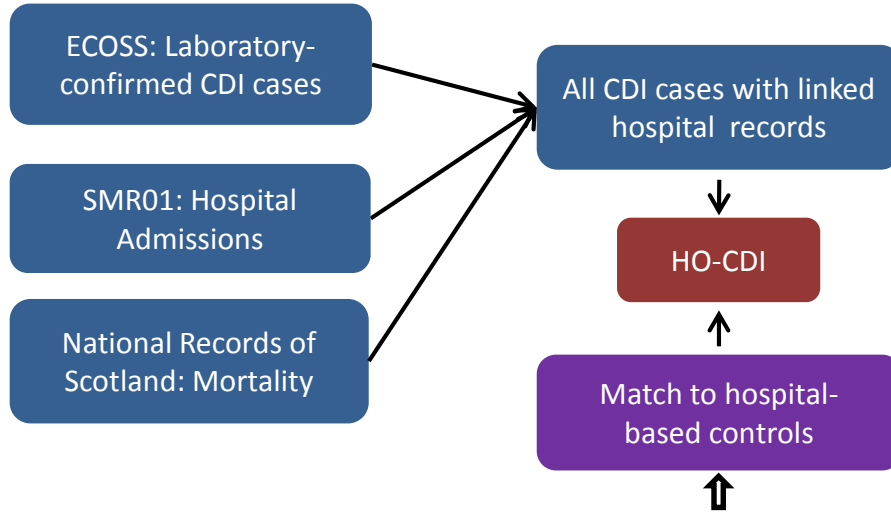 ECOSS: Laboratory-
confirmed CDI cases
SMR01: Hospital
Admissions
National Records of
Scotland: Mortality
All CDI cases with linked
hospital records
HO-CDI
Match to hospital-
based controls